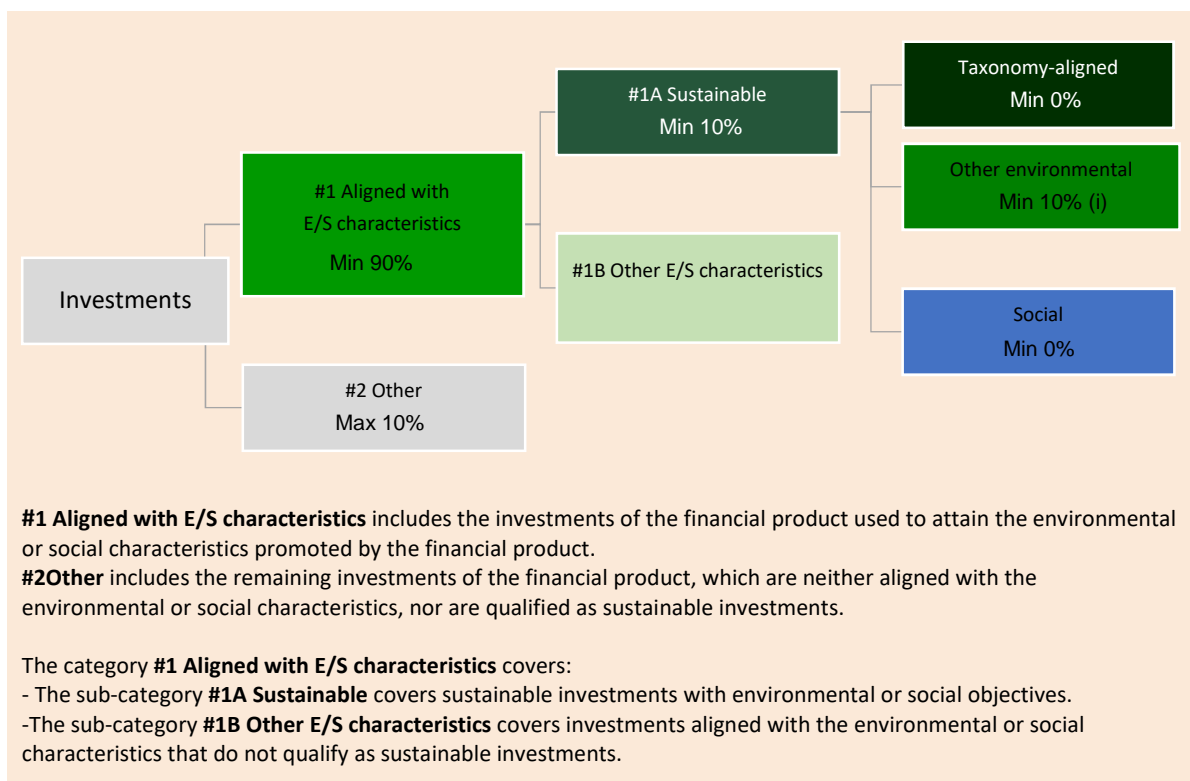 Investments
#1 Aligned with
E/S characteristics
Min 90%
#2 Other
Max 10%
#1A Sustainable
Min 10%
#1B Other E/S characteristics
Taxonomy-aligned
Min 0%
Other environmental
Min 10% (i)
Social
Min 0%
#1 Aligned with E/S characteristics includes the investments of the financial product used to attain the environmental
or social characteristics promoted by the financial product.
#2Other includes the remaining investments of the financial product, which are neither aligned with the
environmental or social characteristics, nor are qualified as sustainable investments.
The category #1 Aligned with E/S characteristics covers:
- The sub-category #1A Sustainable covers sustainable investments with environmental or social objectives.
-The sub-category #1B Other E/S characteristics covers investments aligned with the environmental or social
characteristics that do not qualify as sustainable investments.